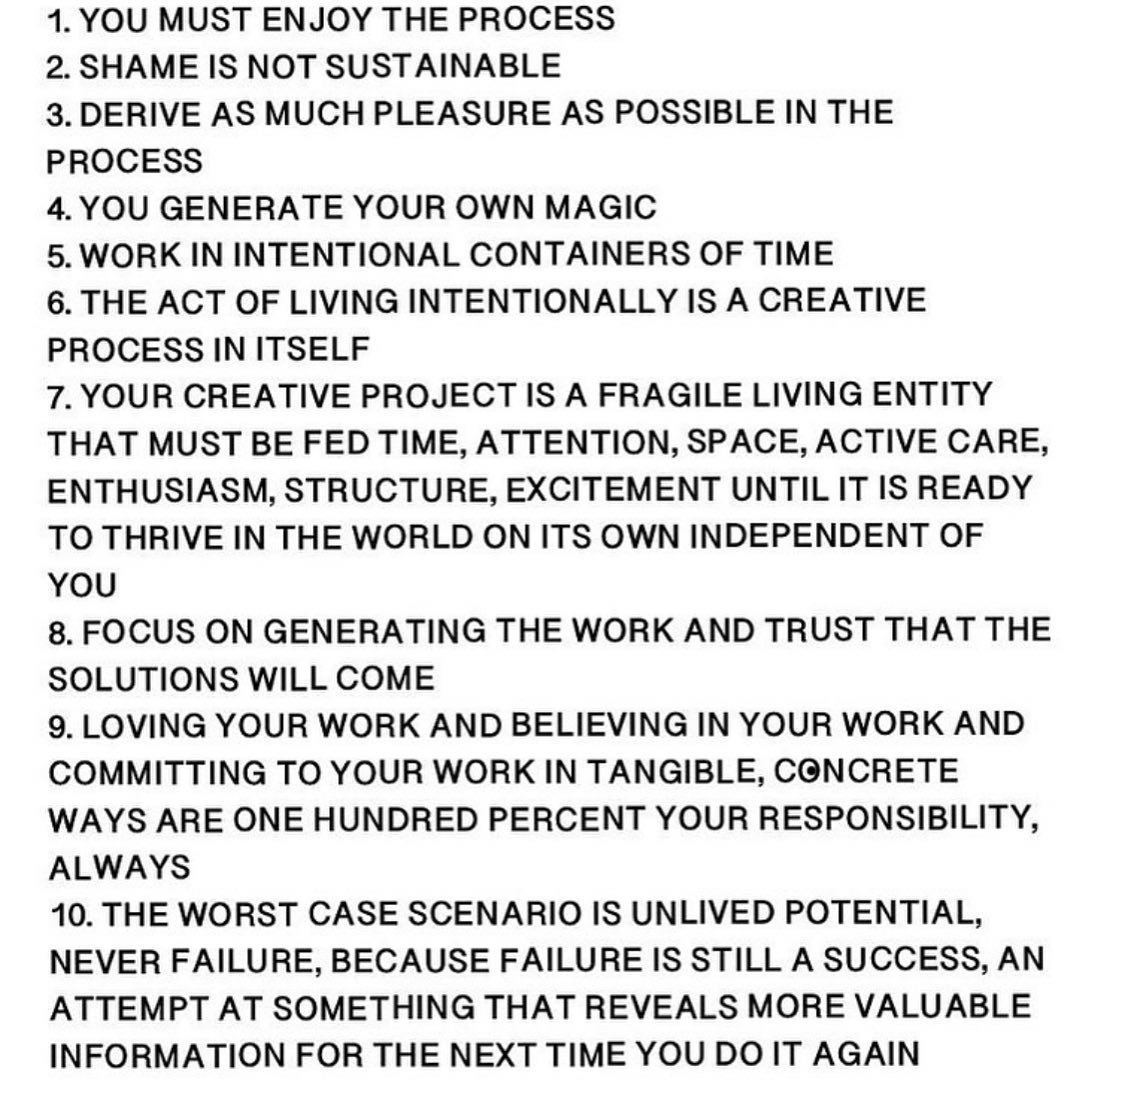 1. YOU MUST ENJOY THE PROCESS
2. SHAME IS NOT SUSTAINABLE
3. DERIVE AS MUCH PLEASURE AS POSSIBLE IN THE
PROCESS
4. YOU GENERATE YOUR OWN MAGIC
5. WORK IN INTENTIONAL CONTAINERS OF TIME
6. THE ACT OF LIVING INTENTIONALLY IS A CREATIVE
PROCESS IN ITSELF
7. YOUR CREATIVE PROJECT IS A FRAGILE LIVING ENTITY
THAT MUST BE FED TIME, ATTENTION, SPACE, ACTIVE CARE,
ENTHUSIASM, STRUCTURE, EXCITEMENT UNTIL IT IS READY
TO THRIVE IN THE WORLD ON ITS OWN INDEPENDENT OF
YOU
8. FOCUS ON GENERATING THE WORK AND TRUST THAT THE
SOLUTIONS WILL COME
9. LOVING YOUR WORK AND BELIEVING IN YOUR WORK AND
COMMITTING TO YOUR WORK IN TANGIBLE, CONCRETE
WAYS ARE ONE HUNDRED PERCENT YOUR RESPONSIBILITY,
ALWAYS
10. THE WORST CASE SCENARIO IS UNLIVED POTENTIAL,
NEVER FAILURE, BECAUSE FAILURE IS STILL A SUCCESS, AN
ATTEMPT AT SOMETHING THAT REVEALS MORE VALUABLE
INFORMATION FOR THE NEXT TIME YOU DO IT AGAIN